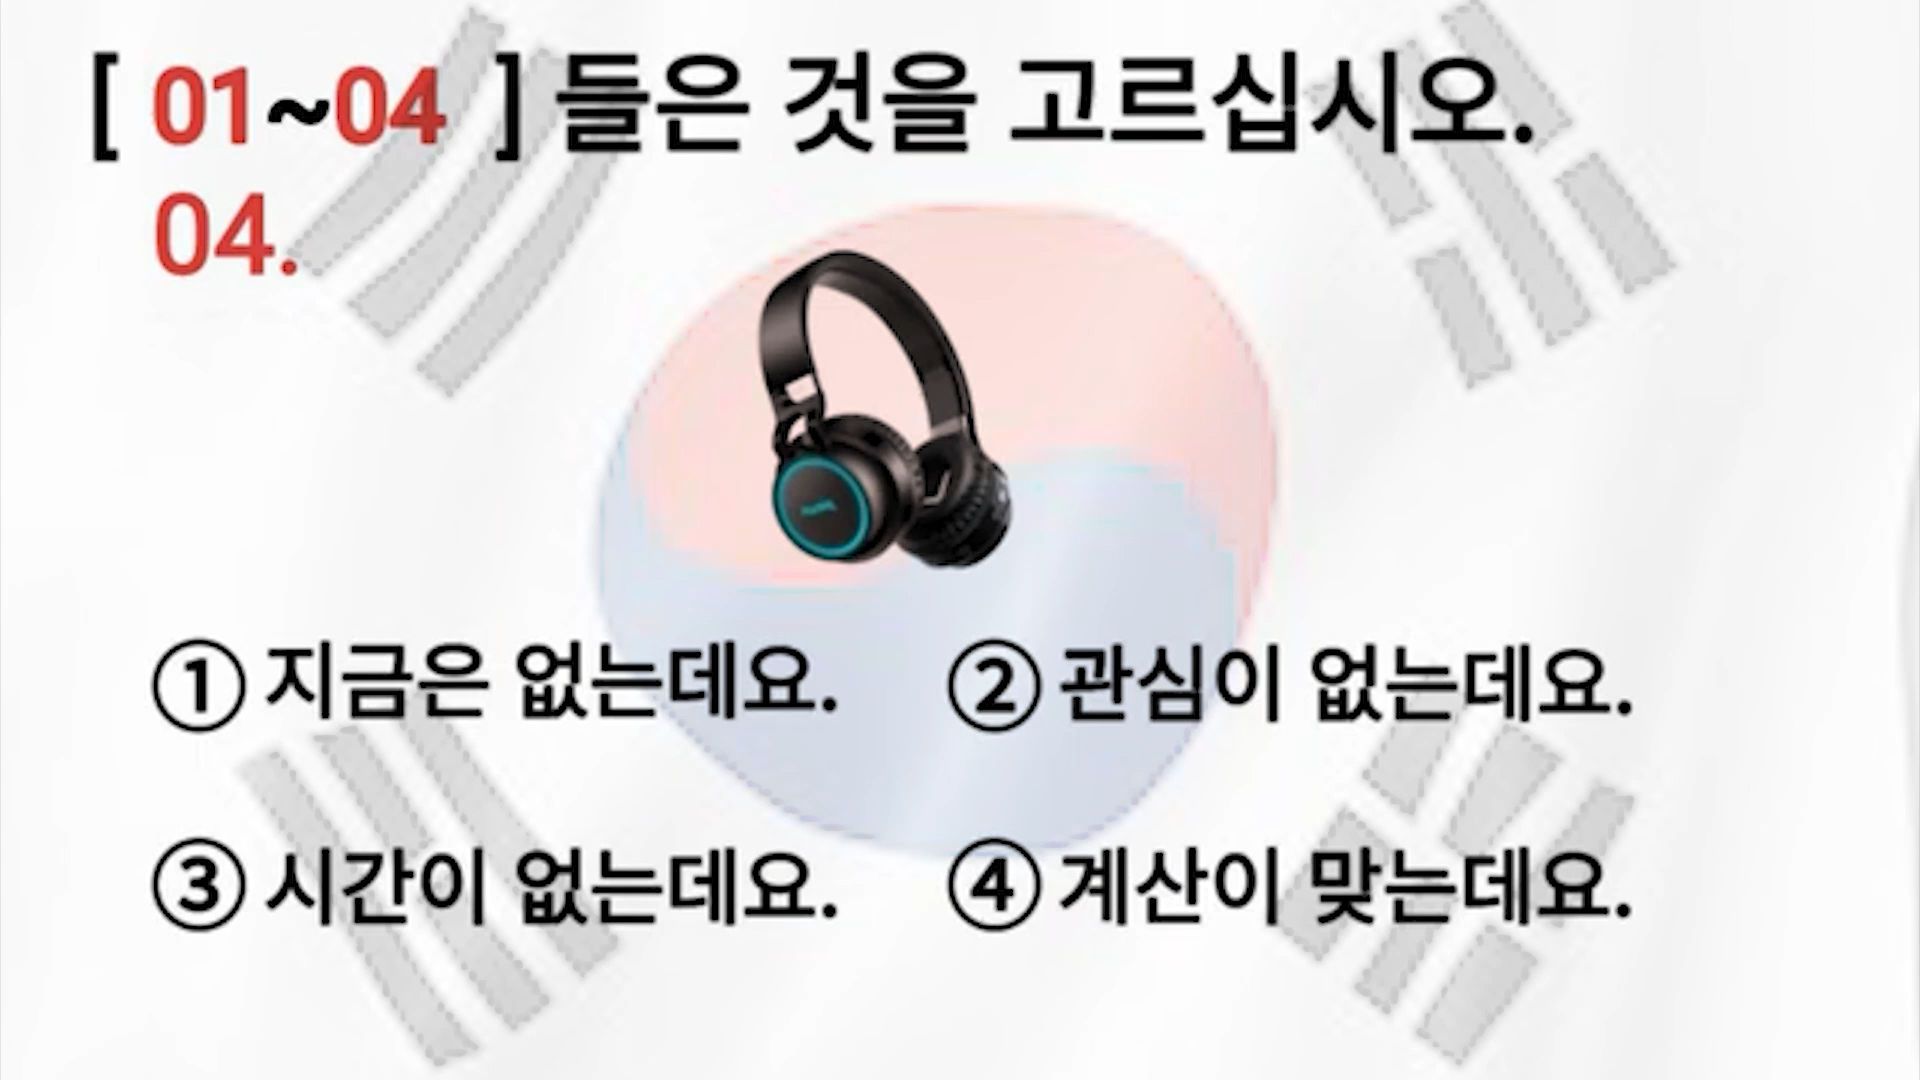 [ 01~04 ] 들은 것을 고르십시오.
04.
① 지금은 없는데요. ② 관심이 없는데요.
③ 시간이 없는데요. ④ 계산이 맞는데요.